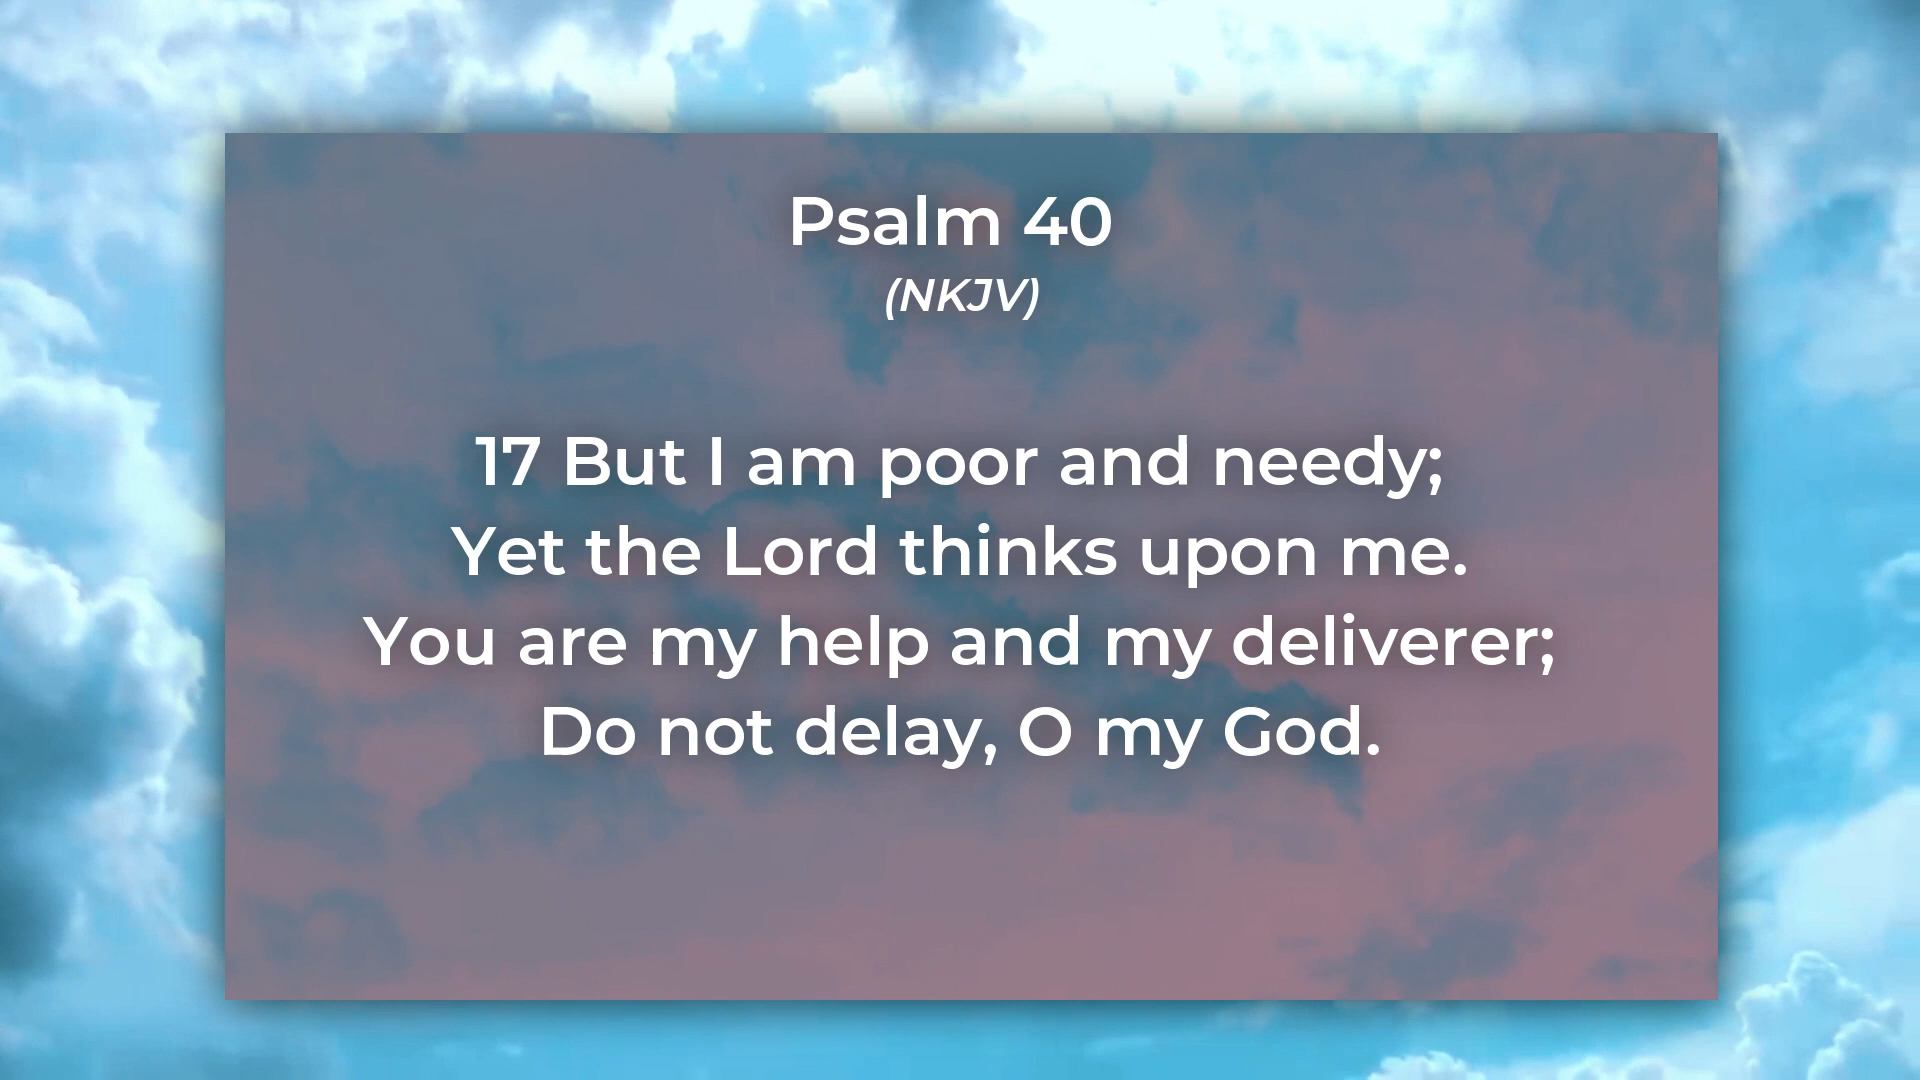 Psalm 40
(NKJV)
17 But I am poor and needy;
Yet the Lord thinks upon me.
You are my help and my deliverer;
Do not delay, O my God.